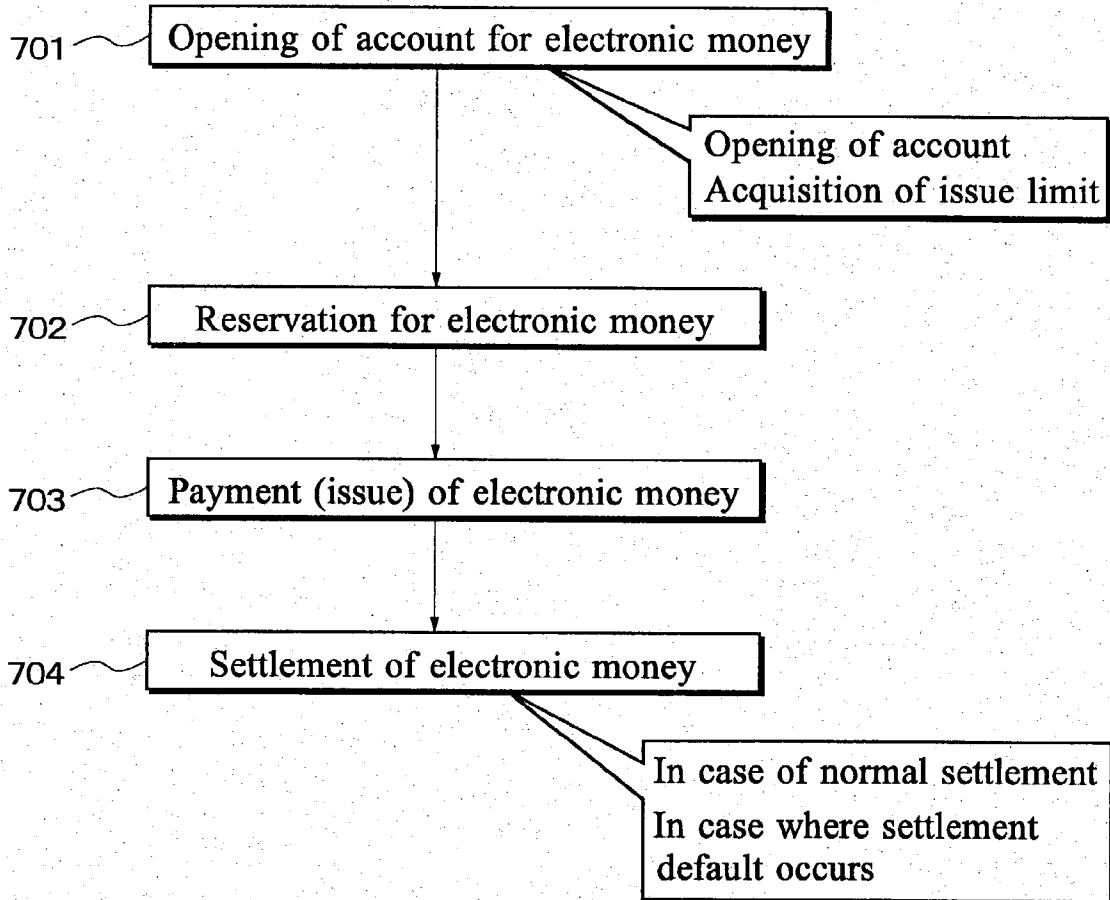 701 Opening of account for electronic money
Opening of account
Acquisition of issue limit
702 Reservation for electronic money
703 Payment (issue) of electronic money
704 Settlement of electronic money
In case of normal settlement
In case where settlement
default occurs